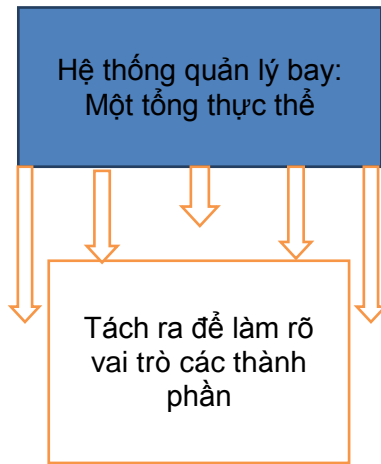 Hệ thống quản lý bay:
Một tổng thực thể
Tách ra để làm rõ
vai trò các thành
phần